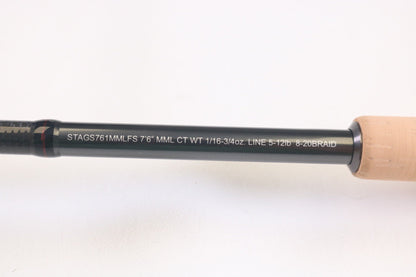 STAGS761MMLFS 7'6" MML CT WT 1/16-3/4oz. LINE 5-12lb 8-20BRAID